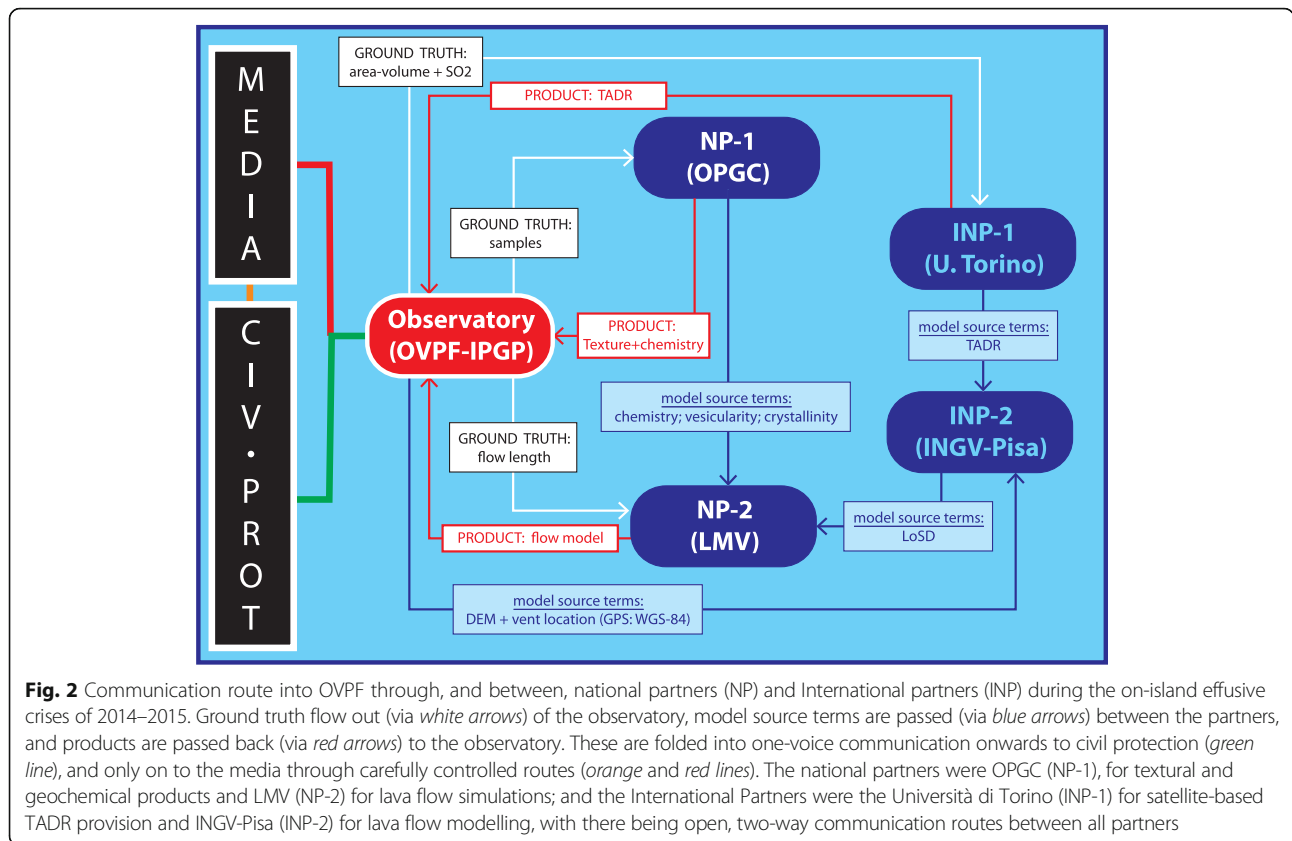 MEDIA
CIV·PROT
GROUND TRUTH:
area-volume + SO2
PRODUCT: TADR
NP-1
(OPGC)
GROUND TRUTH:
samples
INP-1
(U. Torino)
Observatory
(OVPF-IPGP)
PRODUCT:
Texture+chemistry
model source terms:
TADR
model source terms:
chemistry; vesicularity; crystallinity
INP-2
(INGV-Pisa)
GROUND TRUTH:
flow length
NP-2
(LMV)
model source terms:
LoSD
PRODUCT: flow model
model source terms:
DEM + vent location (GPS: WGS-84)
Fig. 2 Communication route into OVPF through, and between, national partners (NP) and International partners (INP) during the on-island effusive
crises of 2014–2015. Ground truth flow out (via white arrows) of the observatory, model source terms are passed (via blue arrows) between the partners,
and products are passed back (via red arrows) to the observatory. These are folded into one-voice communication onwards to civil protection (green
line), and only on to the media through carefully controlled routes (orange and red lines). The national partners were OPGC (NP-1), for textural and
geochemical products and LMV (NP-2) for lava flow simulations; and the International Partners were the Università di Torino (INP-1) for satellite-based
TADR provision and INGV-Pisa (INP-2) for lava flow modelling, with there being open, two-way communication routes between all partners